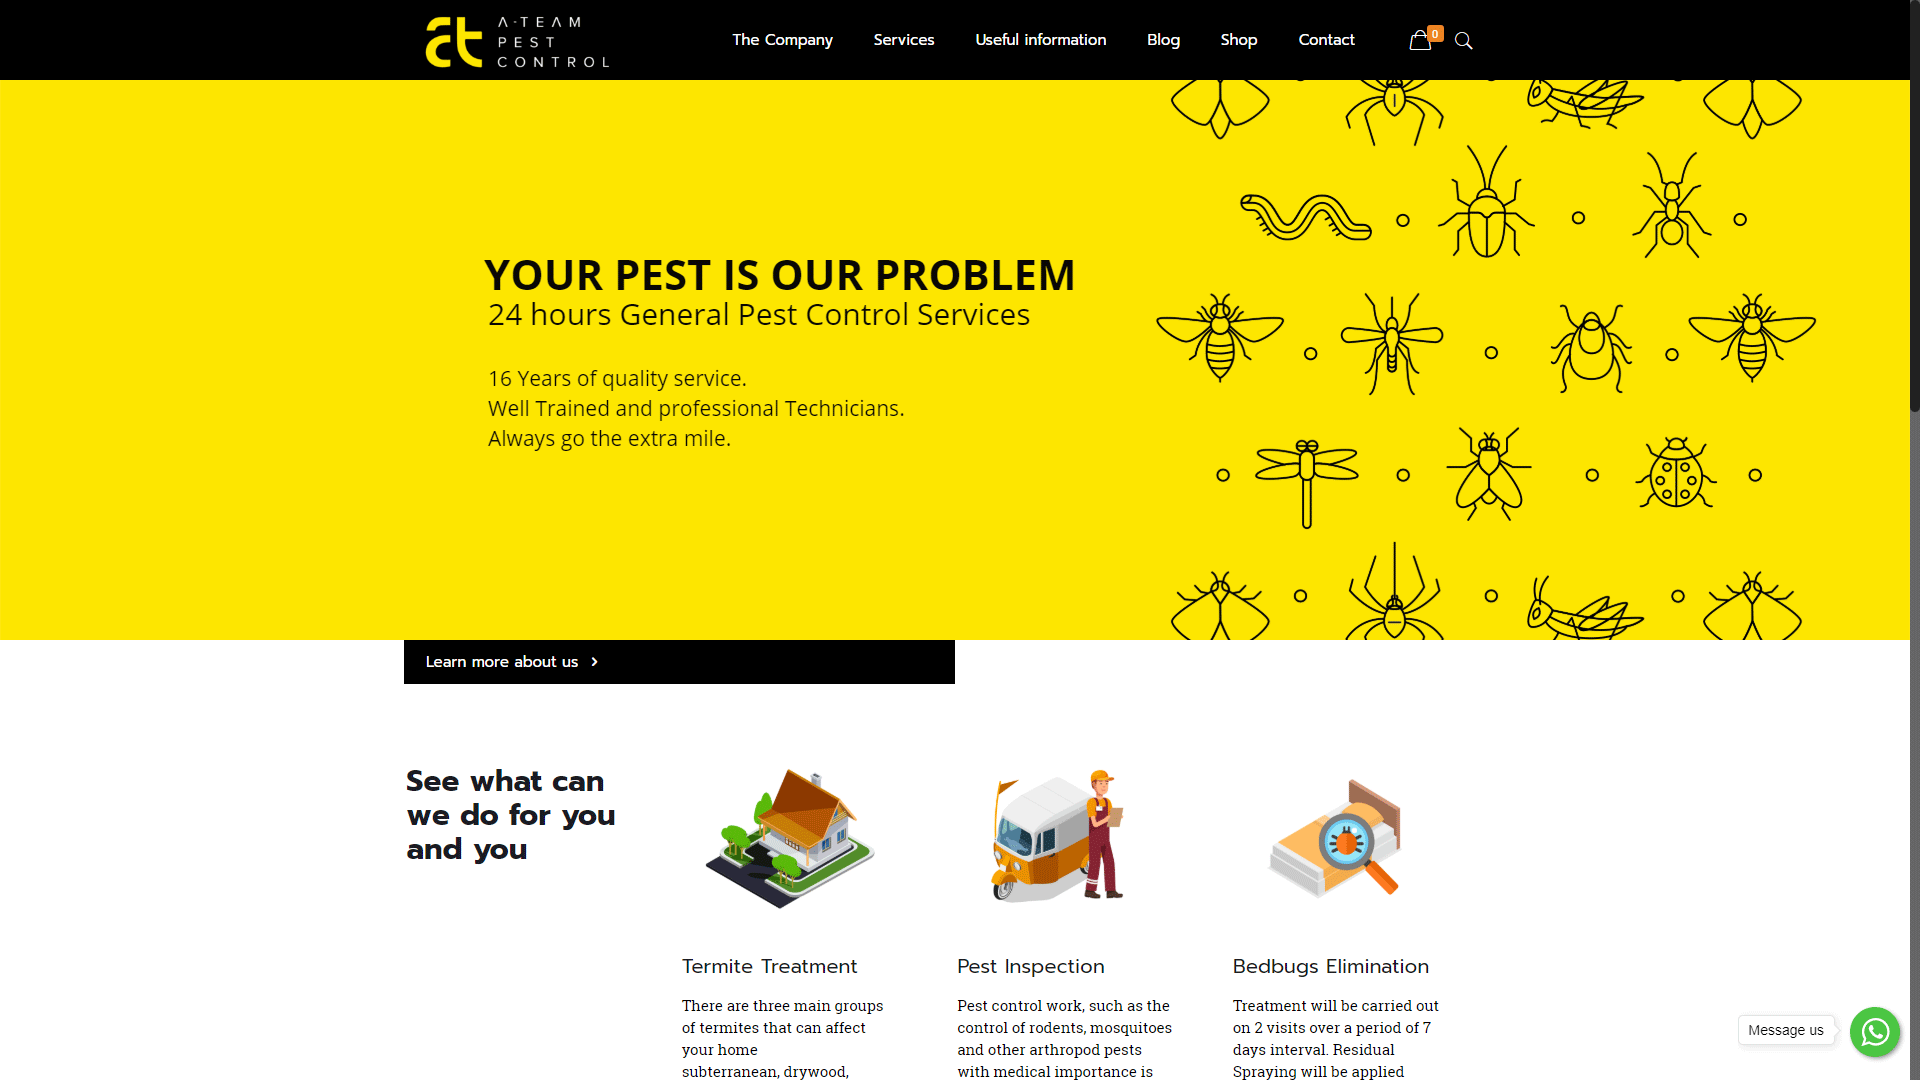 A-TEAM
PEST
CONTROL
The Company
Services
Useful information
Blog
Shop
Contact
0
YOUR PEST IS OUR PROBLEM
24 hours General Pest Control Services
16 Years of quality service.
Well Trained and professional Technicians.
Always go the extra mile.
Learn more about us
See what can
we do for you
and you
Termite Treatment
There are three main groups
of termites that can affect
your home
subterranean, drywood,
Pest Inspection
Pest control work, such as the
control of rodents, mosquitoes
and other arthropod pests
with medical importance is
Bedbugs Elimination
Treatment will be carried out
on 2 visits over a period of 7
days interval. Residual
Spraying will be applied
Message us